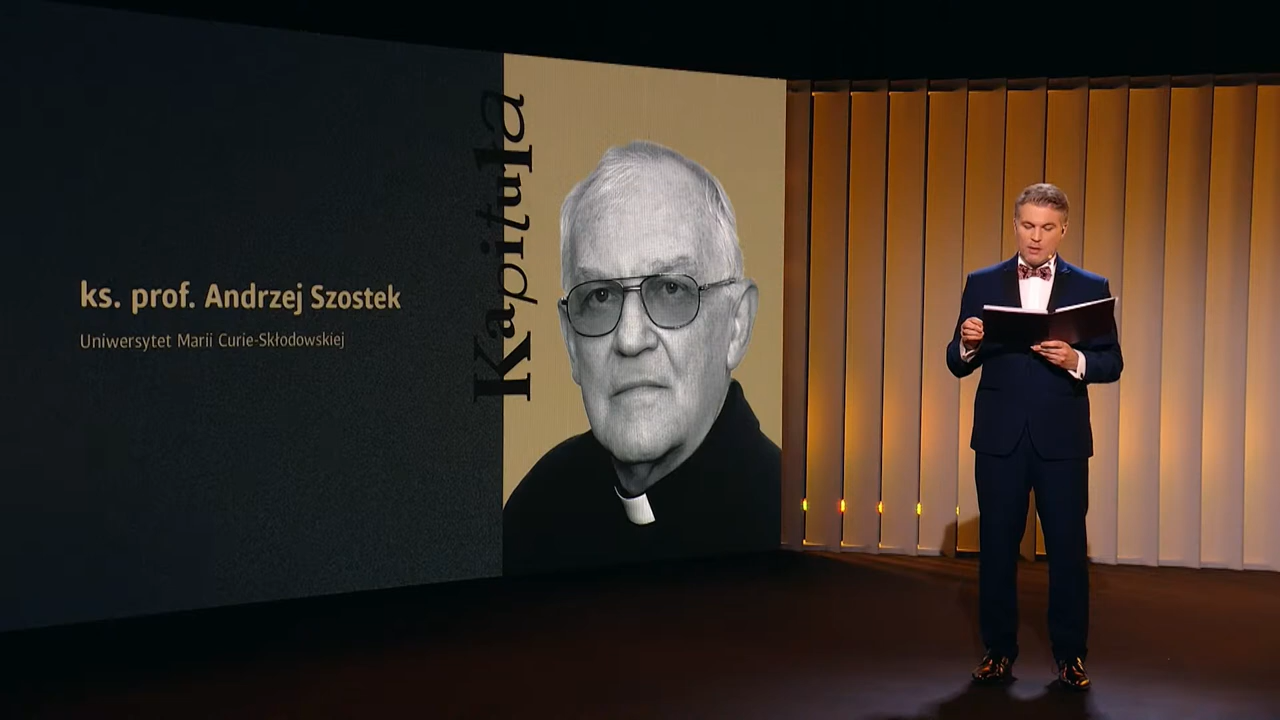 ks. prof. Andrzej Szostek
Uniwersytet Marii Curie-Skłodowskiej
Kapituła